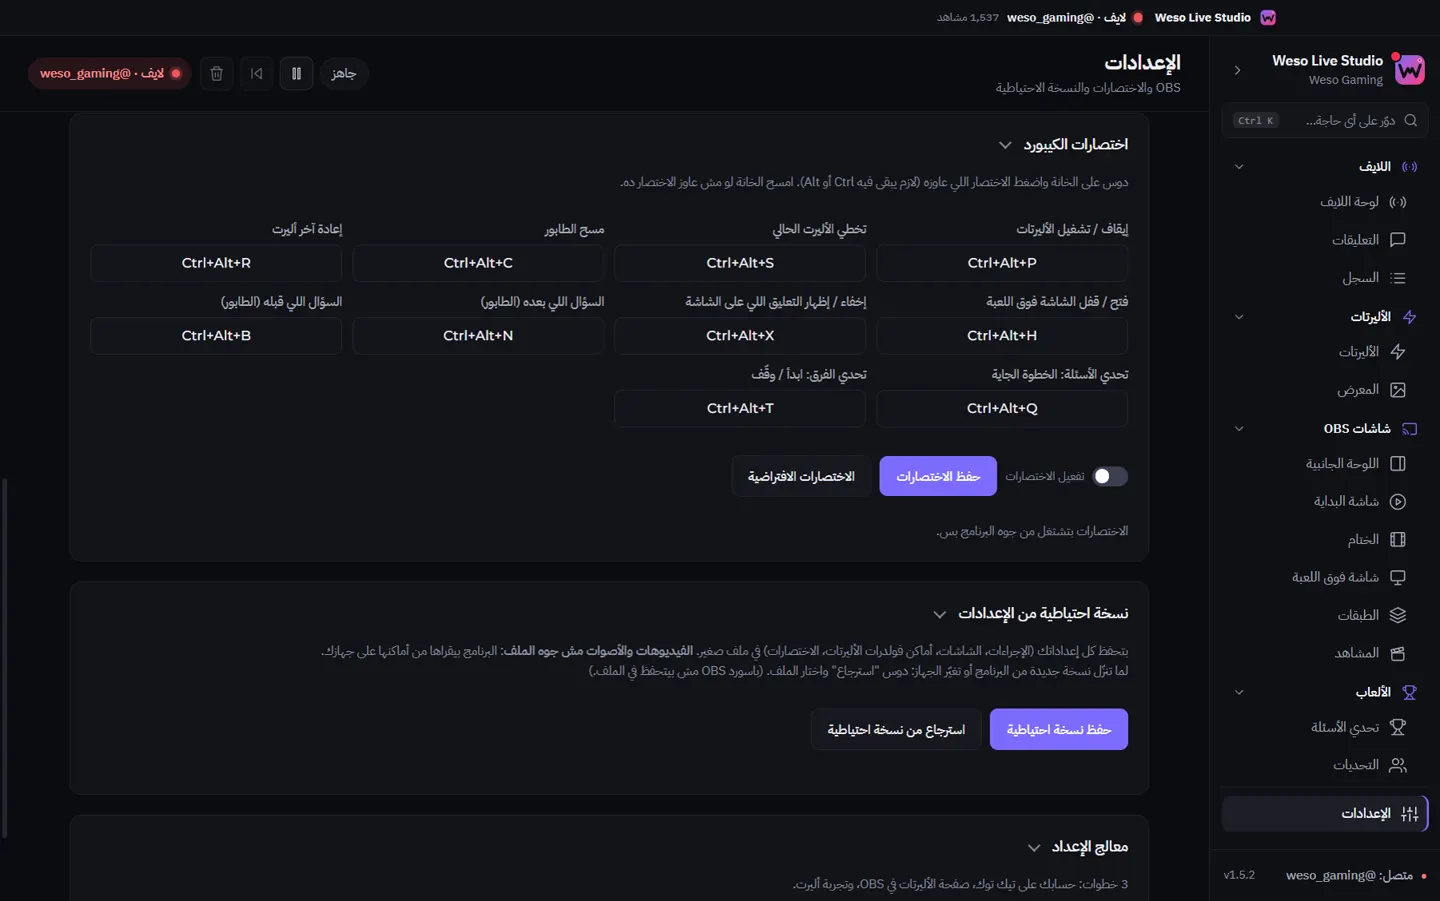 Weso Live Studio
لايف · @weso_gaming
1,537 مشاهد
Weso Live Studio
Weso Gaming
دوّر على أي حاجة...
Ctrl K
اللايف
لوحة اللايف
التعليقات
السجل
الأليرتات
الأليرتات
المعرض
شاشات OBS
اللوحة الجانبية
شاشة البداية
الختام
شاشة فوق اللعبة
الطبقات
المشاهد
الألعاب
تحدي الأسئلة
التحديات
الإعدادات
متصل: @weso_gaming
v1.5.2
الإعدادات
OBS والاختصارات والنسخة الاحتياطية
جاهز
لايف · @weso_gaming
اختصارات الكيبورد
دوس على الخانة واضغط الاختصار اللي عاوزه (لازم يبقى فيه Ctrl أو Alt). امسح الخانة لو مش عاوز الاختصار ده.
إيقاف / تشغيل الأليرتات
Ctrl+Alt+P
تخطي الأليرت الحالي
Ctrl+Alt+S
مسح الطابور
Ctrl+Alt+C
إعادة آخر أليرت
Ctrl+Alt+R
فتح / قفل الشاشة فوق اللعبة
Ctrl+Alt+H
إخفاء / إظهار التعليق اللي على الشاشة
Ctrl+Alt+X
السؤال اللي بعده (الطابور)
Ctrl+Alt+N
السؤال اللي قبله (الطابور)
Ctrl+Alt+B
تحدي الأسئلة: الخطوة الجاية
Ctrl+Alt+Q
تحدي الفرق: ابدأ / وقّف
Ctrl+Alt+T
تفعيل الاختصارات
حفظ الاختصارات
الاختصارات الافتراضية
الاختصارات بتشتغل من جوه البرنامج بس.
نسخة احتياطية من الإعدادات
بتحفظ كل إعداداتك (الإجراءات، الشاشات، أماكن فولدرات الأليرتات، الاختصارات) في ملف صغير. الفيديوهات والأصوات مش جوه الملف: البرنامج بيقراها من أماكنها على جهازك.
لما تنزّل نسخة جديدة من البرنامج أو تغيّر الجهاز: دوس "استرجاع" واختار الملف. (باسورد OBS مش بيتحفظ في الملف.)
حفظ نسخة احتياطية
استرجاع من نسخة احتياطية
معالج الإعداد
3 خطوات: حسابك على تيك توك، صفحة الأليرتات في OBS، وتجربة أليرت.